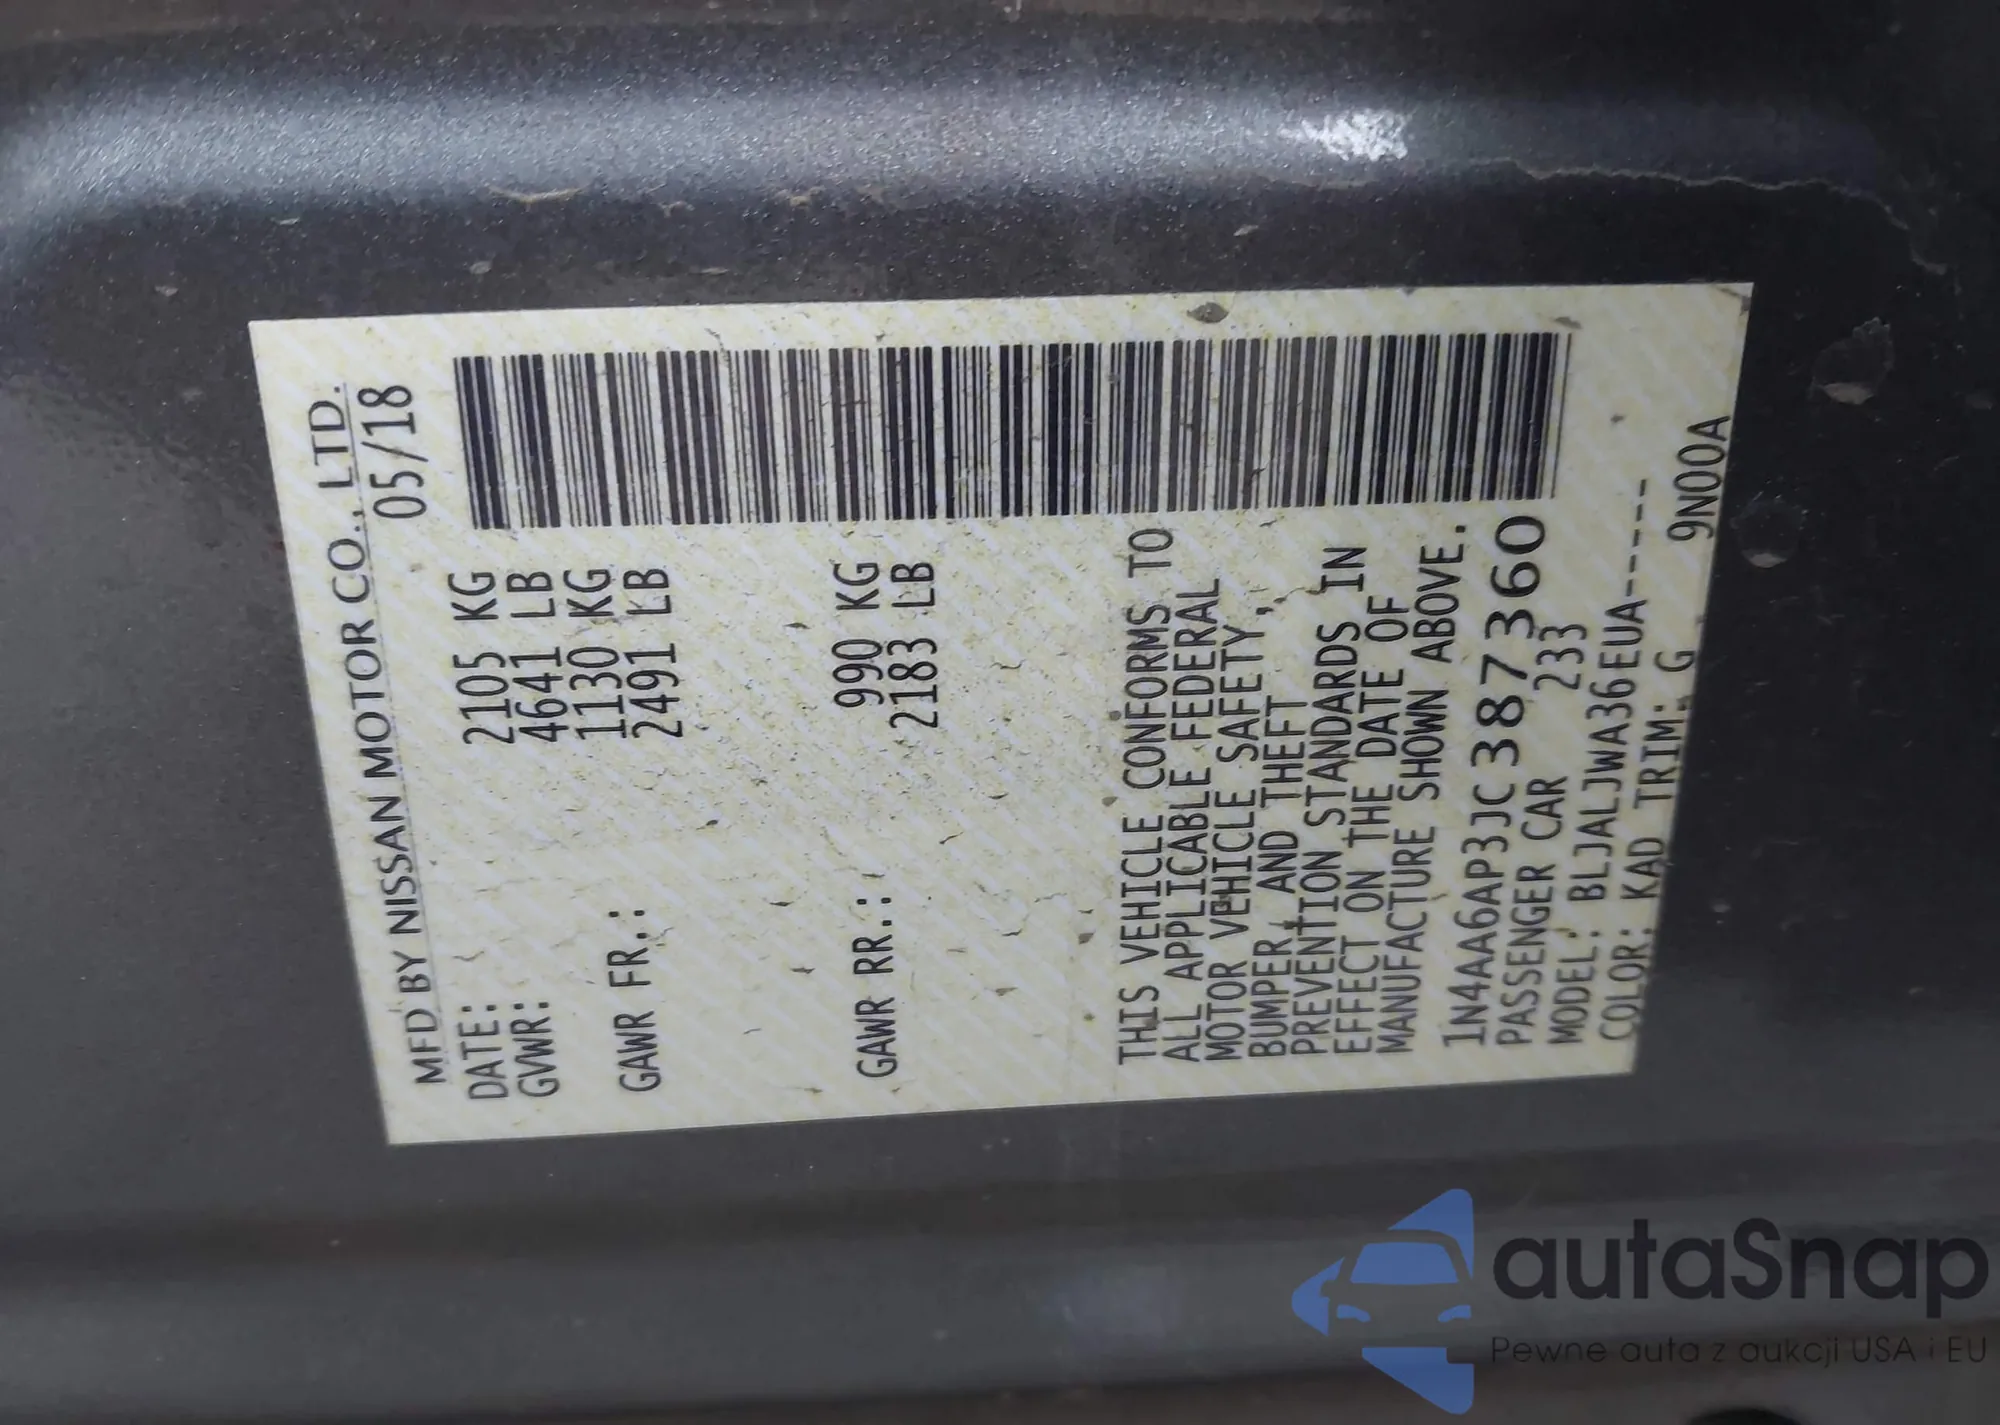 MFD BY NISSAN MOTOR CO., LTD.
DATE: 05/18
GVWR: 2105 KG
4641 LB
GAWR FR.: 1130 KG
2491 LB
GAWR RR.: 990 KG
2183 LB
THIS VEHICLE CONFORMS TO
ALL APPLICABLE FEDERAL
MOTOR VEHICLE SAFETY,
BUMPER, AND THEFT
PREVENTION STANDARDS IN
EFFECT ON THE DATE OF
MANUFACTURE SHOWN ABOVE.
1N4AA6AP3JC387360
PASSENGER CAR 233
MODEL: BLJALJWA36EUA-----
COLOR: KAD TRIM: G 9N00A
autaSnap
Pewne auta z aukcji USA i EU